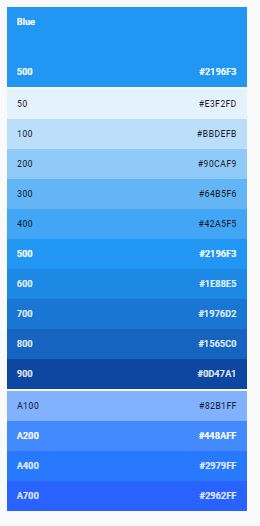 Blue
500 #2196F3
50 #E3F2FD
100 #BBDEFB
200 #90CAF9
300 #64B5F6
400 #42A5F5
500 #2196F3
600 #1E88E5
700 #1976D2
800 #1565C0
900 #0D47A1
A100 #82B1FF
A200 #448AFF
A400 #2979FF
A700 #2962FF